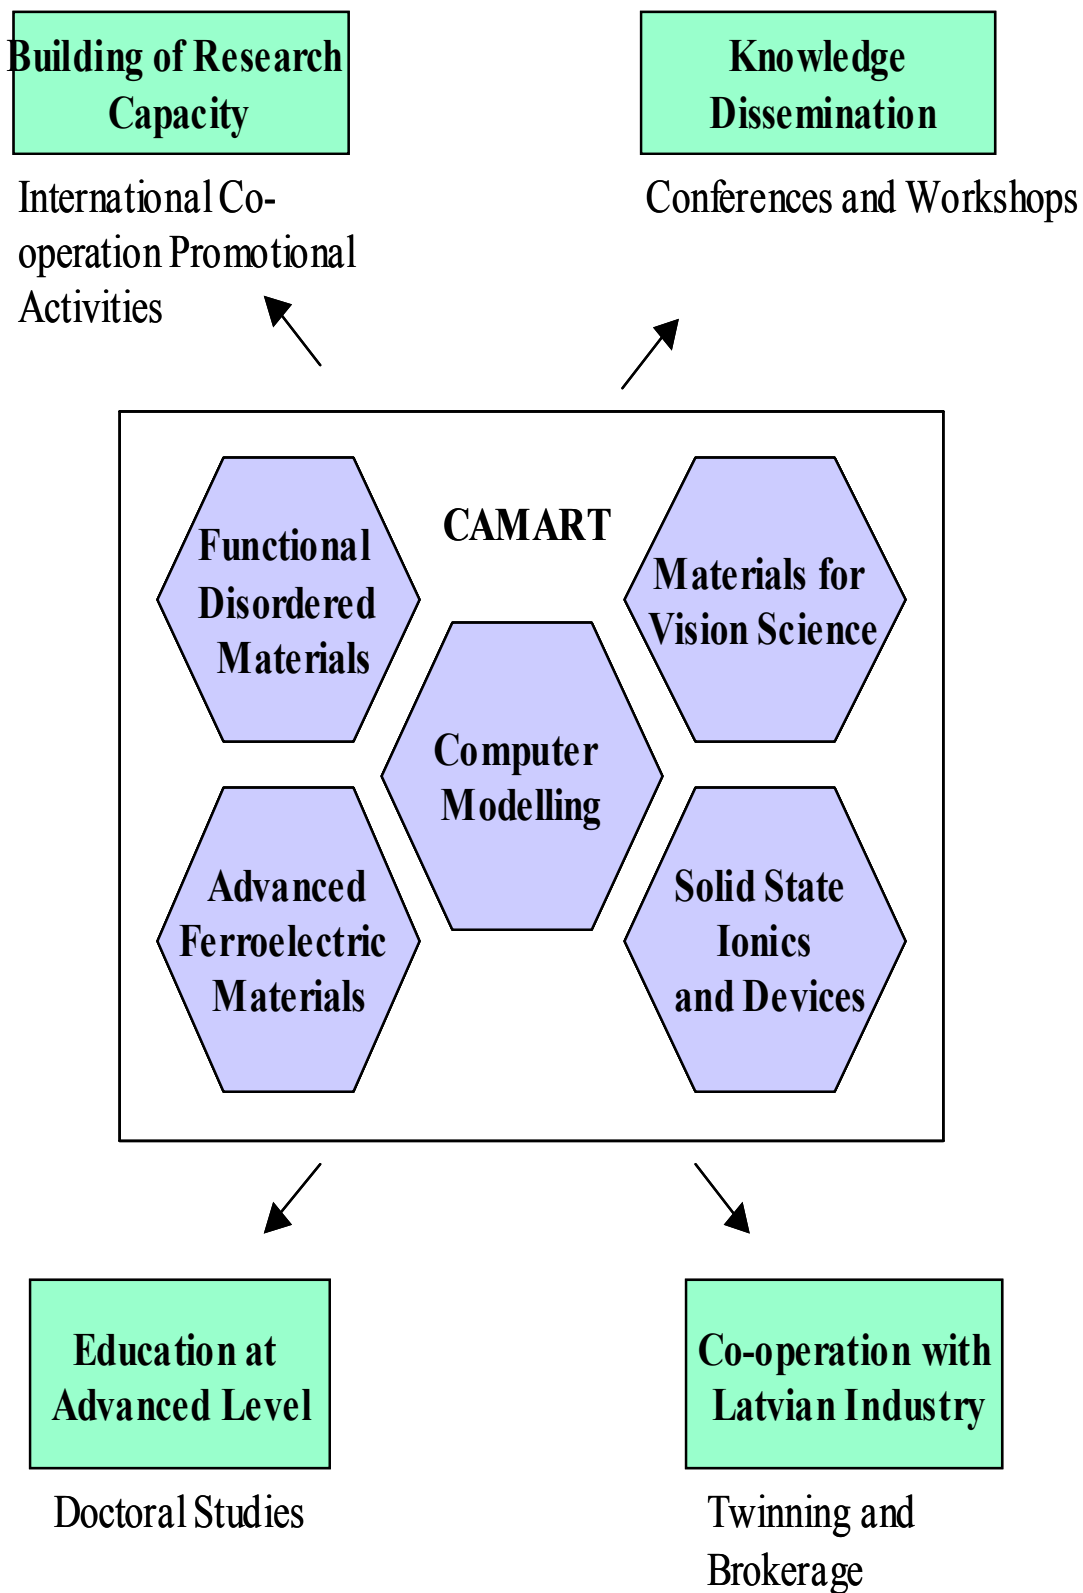 Building of Research
Capacity
International Co-
operation Promotional
Activities
Knowledge
Dissemination
Conferences and Workshops
CAMART
Functional
Disordered
Materials
Materials for
Vision Science
Computer
Modelling
Advanced
Ferroelectric
Materials
Solid State
Ionics
and Devices
Education at
Advanced Level
Doctoral Studies
Co-operation with
Latvian Industry
Twinning and
Brokerage